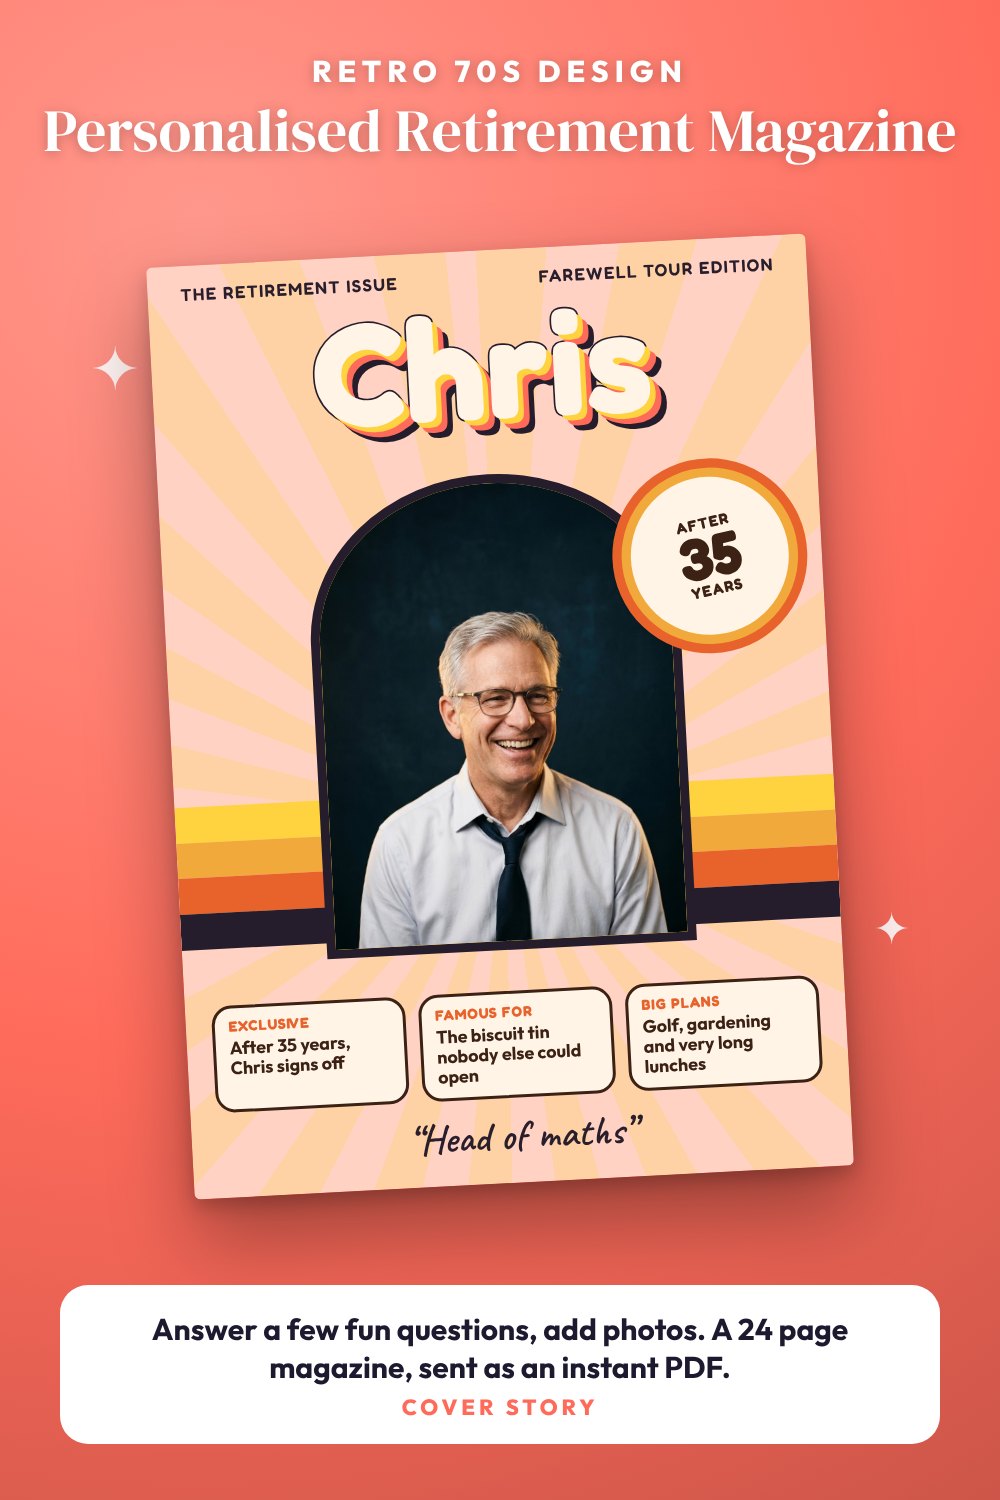 RETRO 70S DESIGN
Personalised Retirement Magazine
THE RETIREMENT ISSUE
FAREWELL TOUR EDITION
Chris
AFTER
35
YEARS
EXCLUSIVE
After 35 years,
Chris signs off
FAMOUS FOR
The biscuit tin
nobody else could
open
BIG PLANS
Golf, gardening
and very long
lunches
“Head of maths”
Answer a few fun questions, add photos. A 24 page
magazine, sent as an instant PDF.
COVER STORY